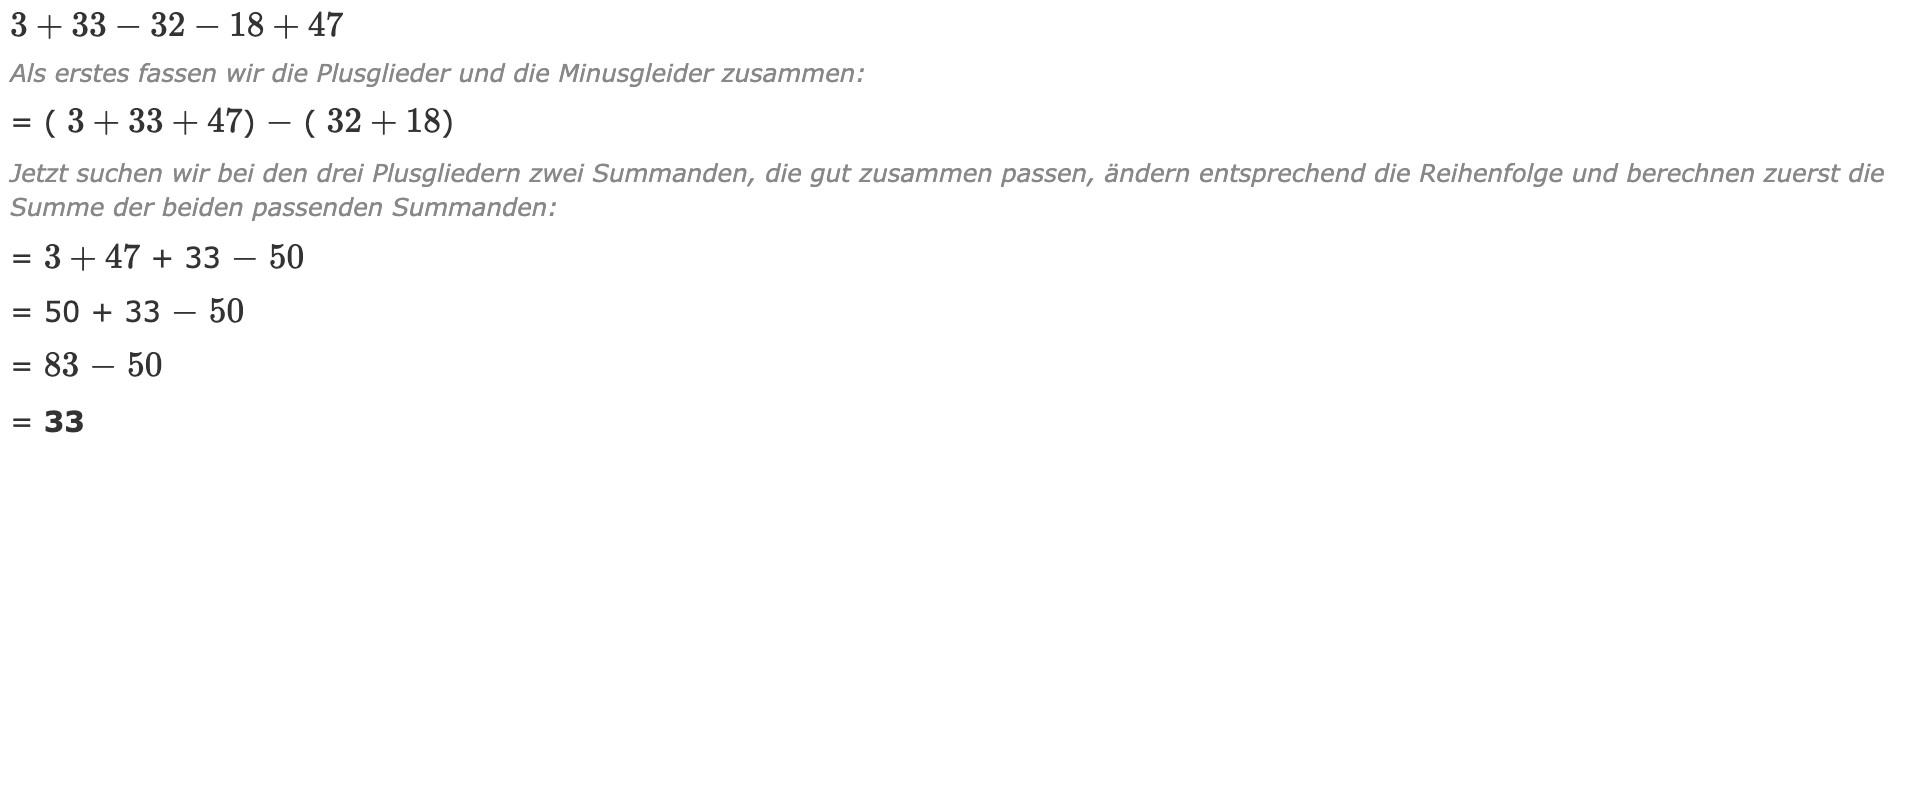 3 + 33 − 32 − 18 + 47
Als erstes fassen wir die Plusglieder und die Minusgleider zusammen:
= ( 3 + 33 + 47) − ( 32 + 18)
Jetzt suchen wir bei den drei Plusgliedern zwei Summanden, die gut zusammen passen, ändern entsprechend die Reihenfolge und berechnen zuerst die
Summe der beiden passenden Summanden:
= 3 + 47 + 33 − 50
= 50 + 33 − 50
= 83 − 50
= 33